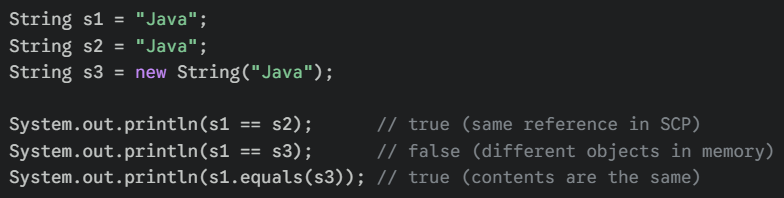 String s1 = "Java";
String s2 = "Java";
String s3 = new String("Java");
System.out.println(s1 == s2);      // true (same reference in SCP)
System.out.println(s1 == s3);      // false (different objects in memory)
System.out.println(s1.equals(s3)); // true (contents are the same)